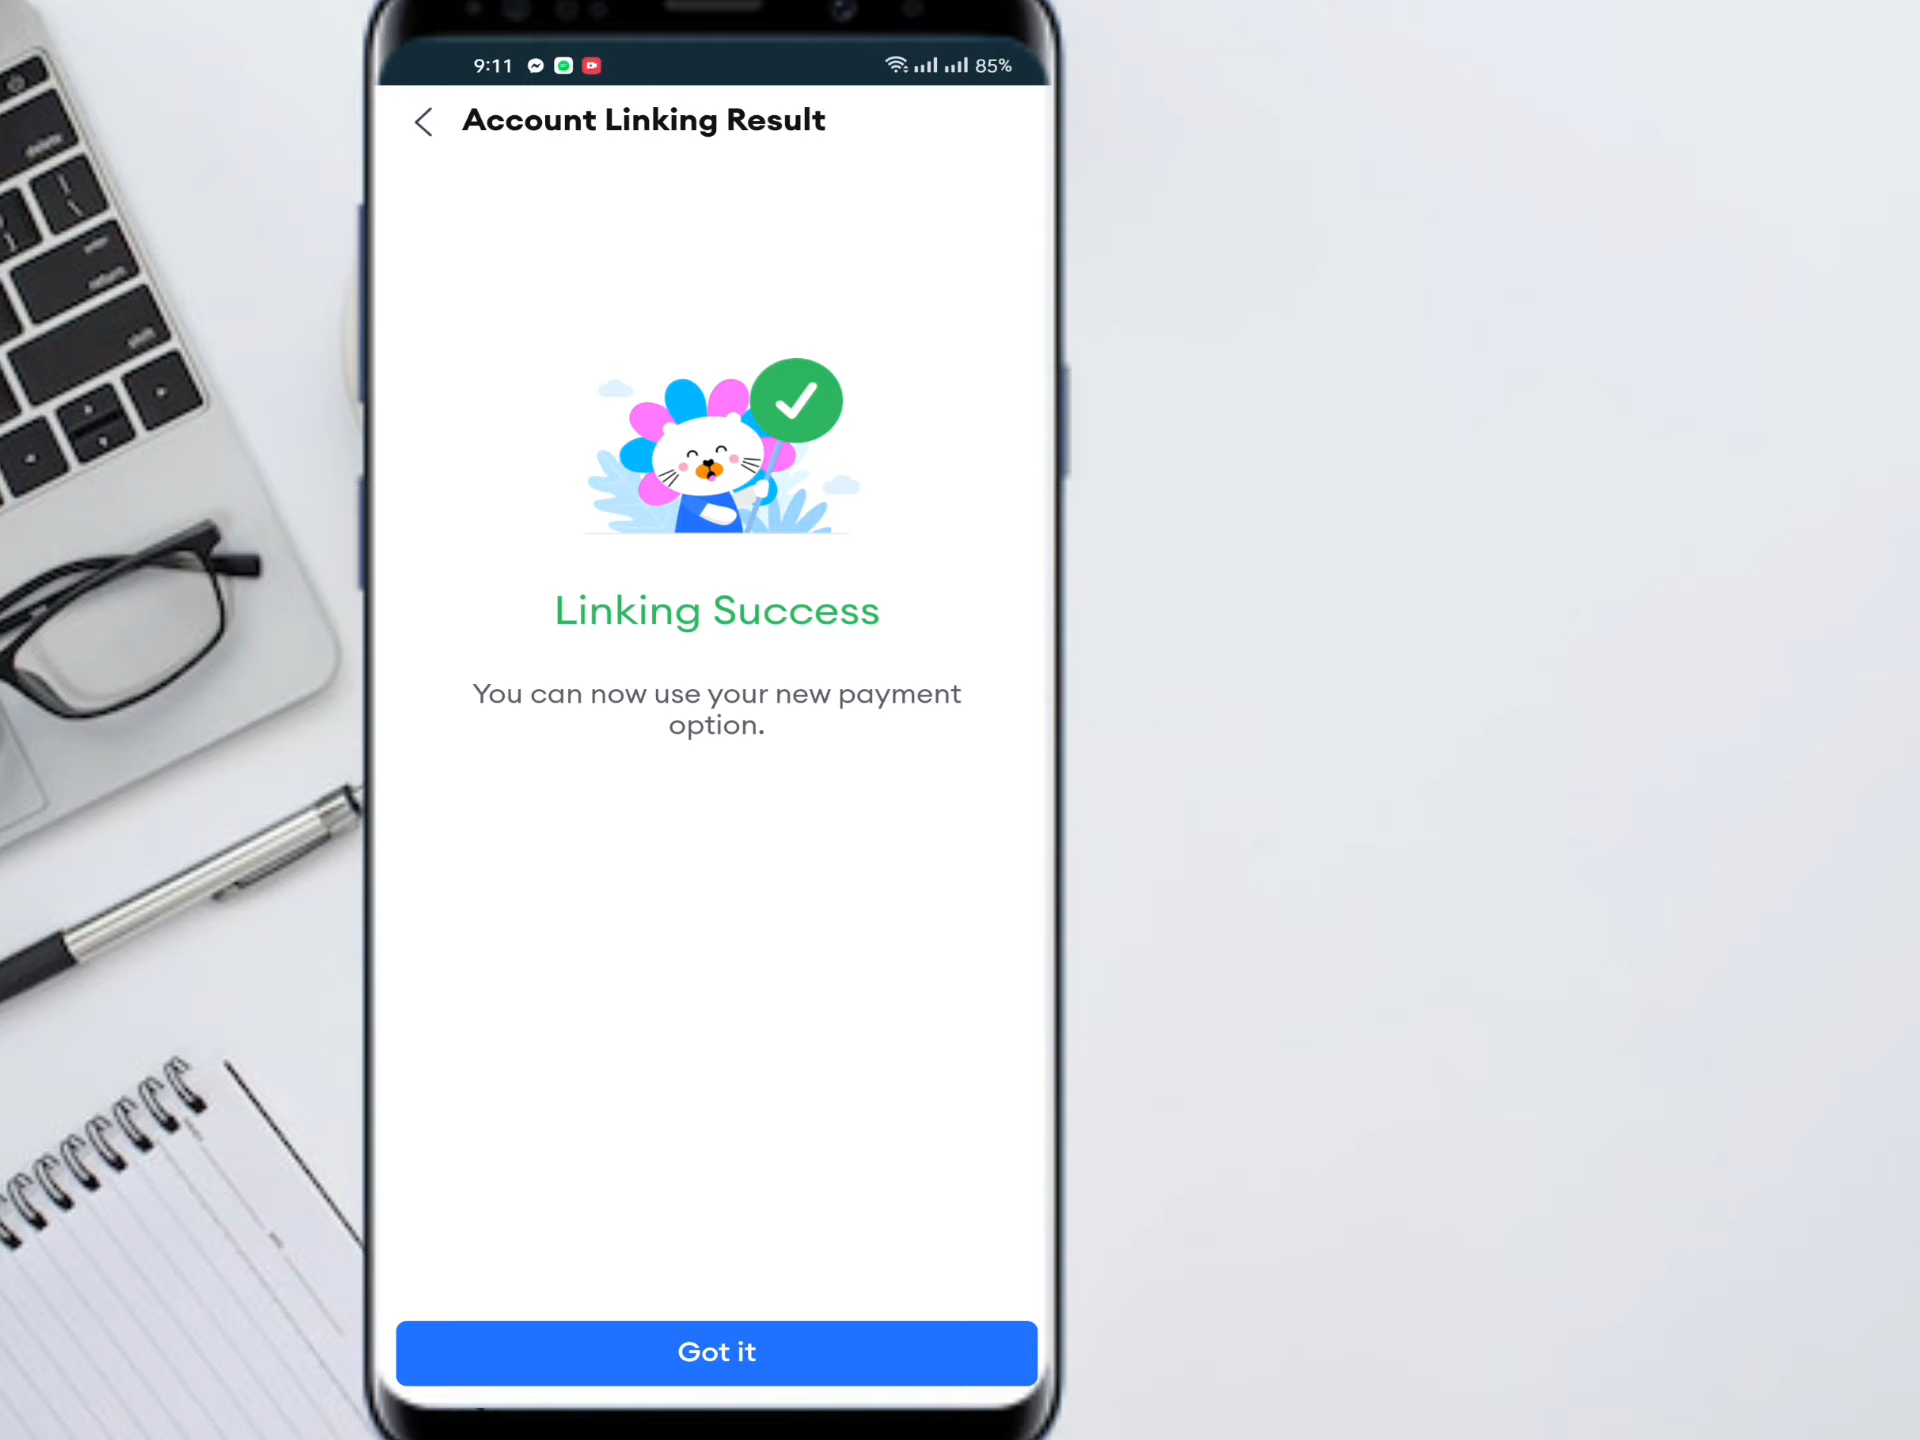 9:11
85%
Account Linking Result
Linking Success
You can now use your new payment
option.
Got it